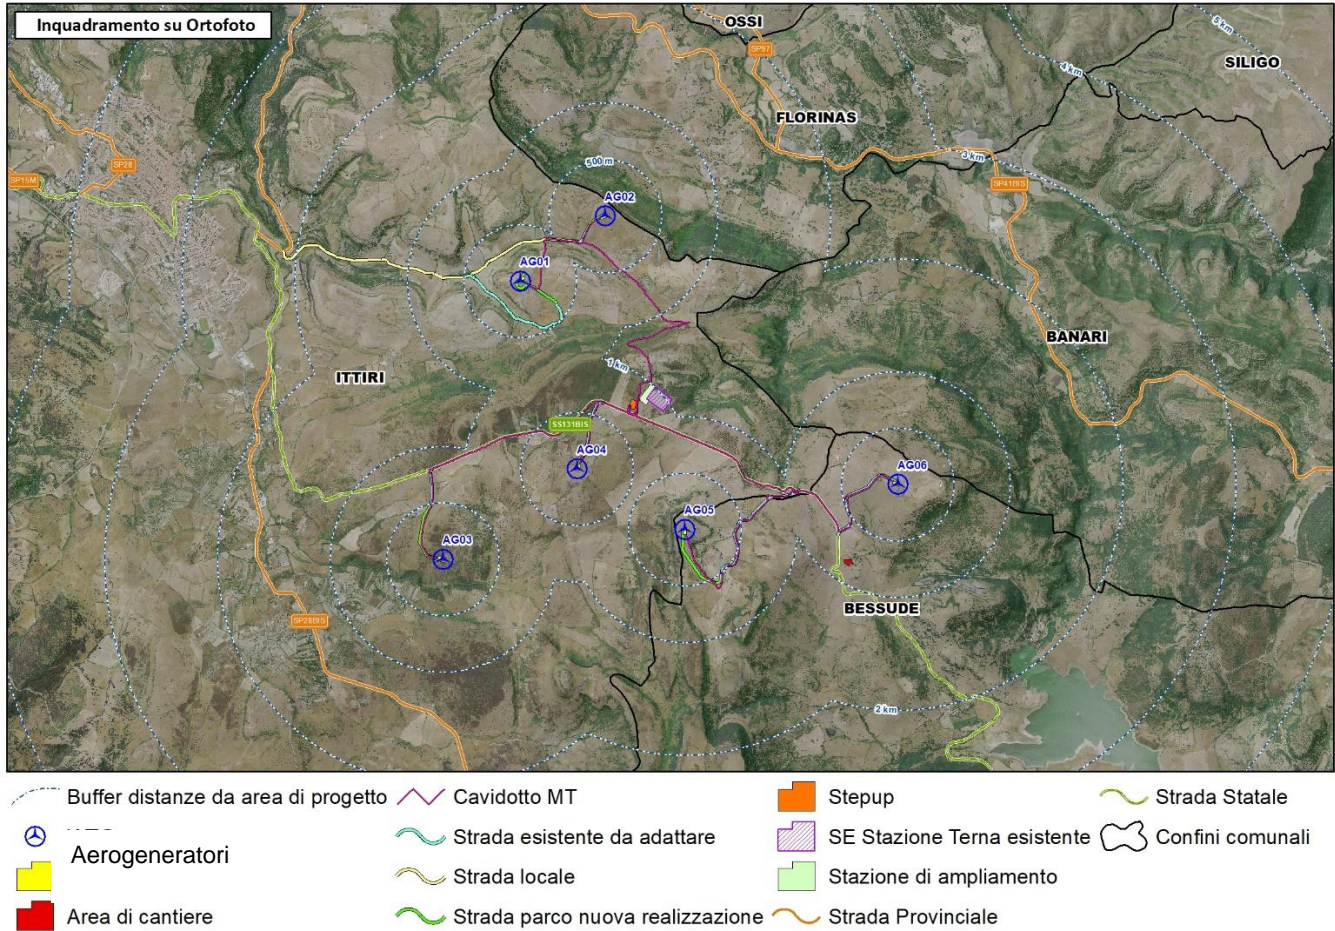 Inquadramento su Ortofoto
OSSI
SP97
5 km
SILIGO
4 km
FLORINAS
SP28
SP15M
500 m
3 km
SP41BIS
AG02
AG01
BANARI
1 km
ITTIRI
SS131BIS
AG04
AG06
AG05
AG03
BESSUDE
SP28BIS
2 km
Buffer distanze da area di progetto
Cavidotto MT
Stepup
Strada Statale
Aerogeneratori
Strada esistente da adattare
SE Stazione Terna esistente
Confini comunali
Strada locale
Stazione di ampliamento
Area di cantiere
Strada parco nuova realizzazione
Strada Provinciale